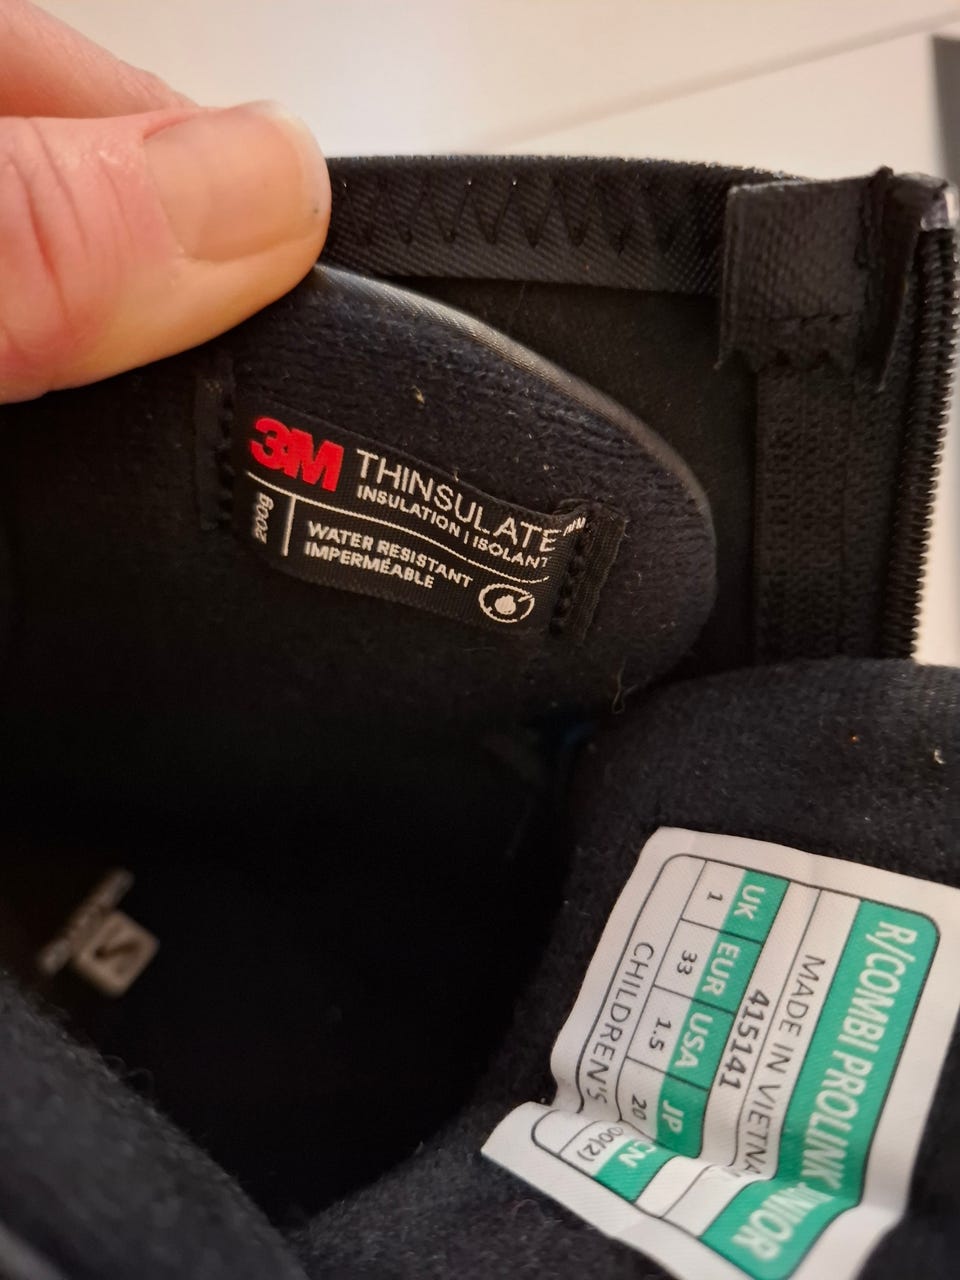 3M THINSULATE™
INSULATION | ISOLANT
200g
WATER RESISTANT
IMPERMÉABLE
R/COMBI PROLINK JUNIOR
MADE IN
415141
UK EUR USA JP CN
1 33 1.5 20
CHILDREN'S